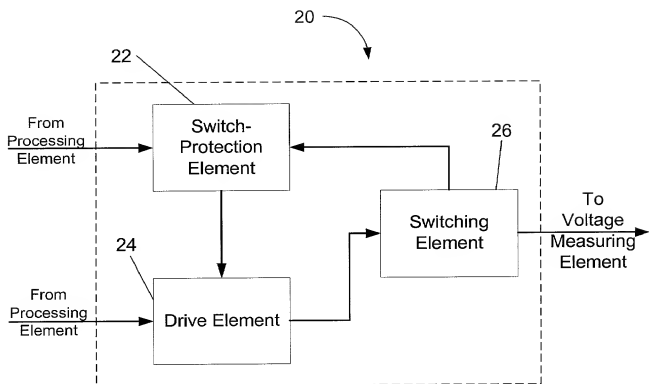 20
22
From
Processing
Element
Switch-
Protection
Element
26
Switching
Element
To
Voltage
Measuring
Element
24
From
Processing
Element
Drive Element